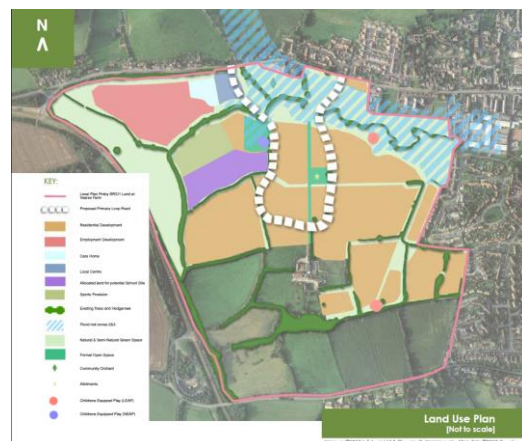 N
Λ
KEY:
Local Plan Policy
Land at
Farm
Proposed Primary Loop Road
Residential Development
Employment Development
Care Home
Local Centre
Allocated land for potential School Site
Sports Provision
Existing Trees and Hedgerows
Flood risk zones 2&3
Natural & Semi-Natural Green Space
Formal Open Space
Community Orchard
Allotments
Childrens Equipped Play (LEAP)
Childrens Equipped Play (NEAP)
Land Use Plan
[Not to scale]